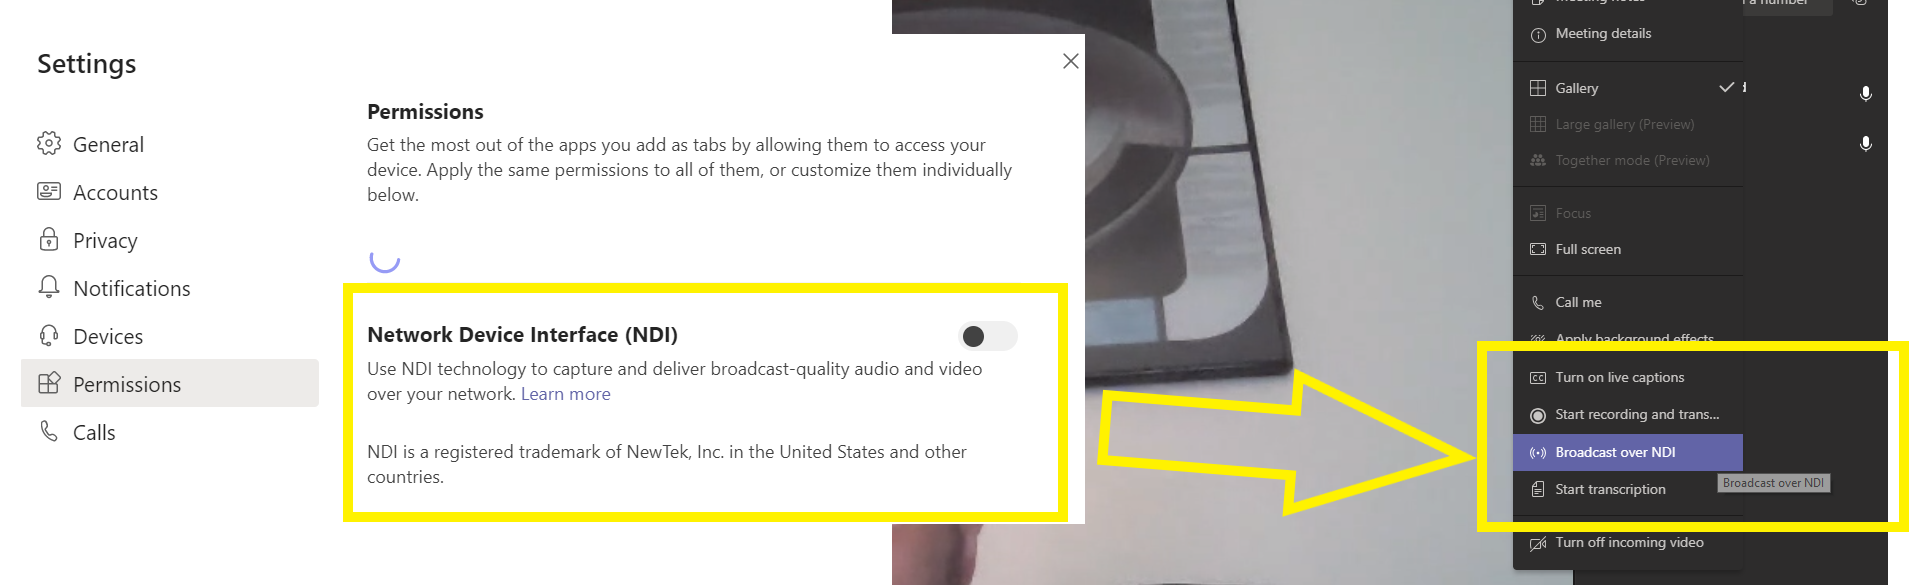 Settings
General
Accounts
Privacy
Notifications
Devices
Permissions
Calls
Permissions
Get the most out of the apps you add as tabs by allowing them to access your
device. Apply the same permissions to all of them, or customize them individually
below.
Network Device Interface (NDI)
Use NDI technology to capture and deliver broadcast-quality audio and video
over your network. Learn more
NDI is a registered trademark of NewTek, Inc. in the United States and other
countries.
Meeting notes
a number
Meeting details
Gallery
Large gallery (Preview)
Together mode (Preview)
Focus
Full screen
Call me
Apply background effects
CC Turn on live captions
Start recording and trans...
Broadcast over NDI
Broadcast over NDI
Start transcription
Turn off incoming video